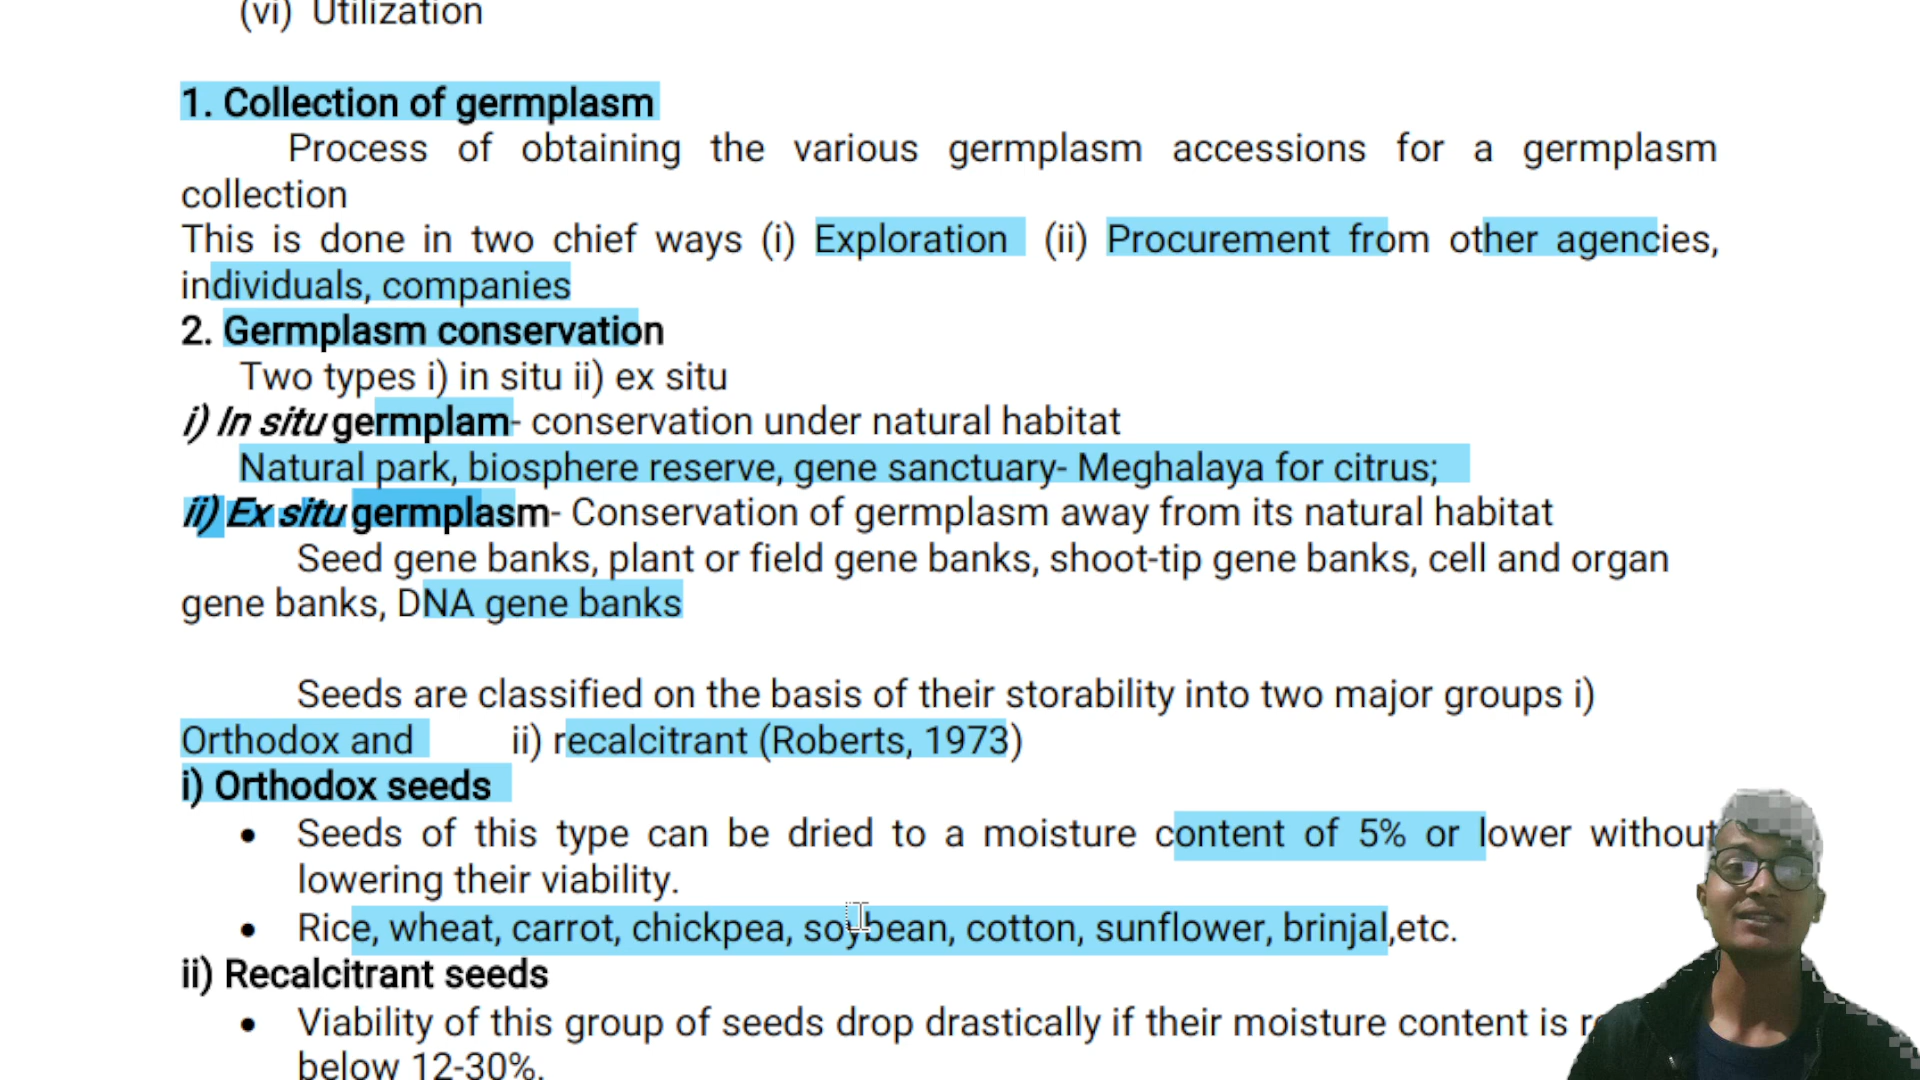 (vi) Utilization
1. Collection of germplasm
Process of obtaining the various germplasm accessions for a germplasm
collection
This is done in two chief ways (i) Exploration (ii) Procurement from other agencies,
individuals, companies
2. Germplasm conservation
Two types i) in situ ii) ex situ
i) In situ germplam- conservation under natural habitat
Natural park, biosphere reserve, gene sanctuary- Meghalaya for citrus;
ii) Ex situ germplasm- Conservation of germplasm away from its natural habitat
Seed gene banks, plant or field gene banks, shoot-tip gene banks, cell and organ
gene banks, DNA gene banks
Seeds are classified on the basis of their storability into two major groups i)
Orthodox and ii) recalcitrant (Roberts, 1973)
i) Orthodox seeds
• Seeds of this type can be dried to a moisture content of 5% or lower without
lowering their viability.
• Rice, wheat, carrot, chickpea, soybean, cotton, sunflower, brinjal,etc.
ii) Recalcitrant seeds
• Viability of this group of seeds drop drastically if their moisture content is
below 12-30%.